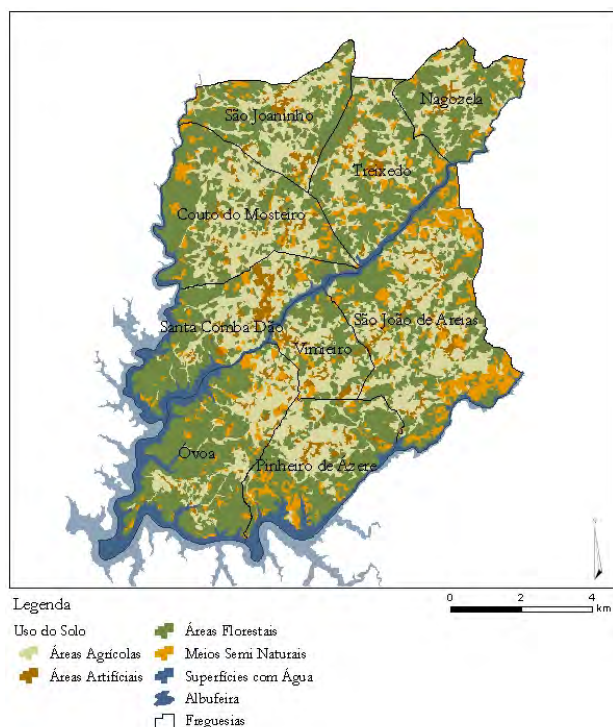 Nagozela
São Joaninho
Treixedo
Couto do Mosteiro
Santa Comba Dão
São João de Areias
Vimieiro
Óvoa
Pinheiro de Azere
N
0 2 4
km
Legenda
Uso do Solo
Áreas Agrícolas
Áreas Artificiais
Áreas Florestais
Meios Semi Naturais
Superfícies com Água
Albufeira
Freguesias